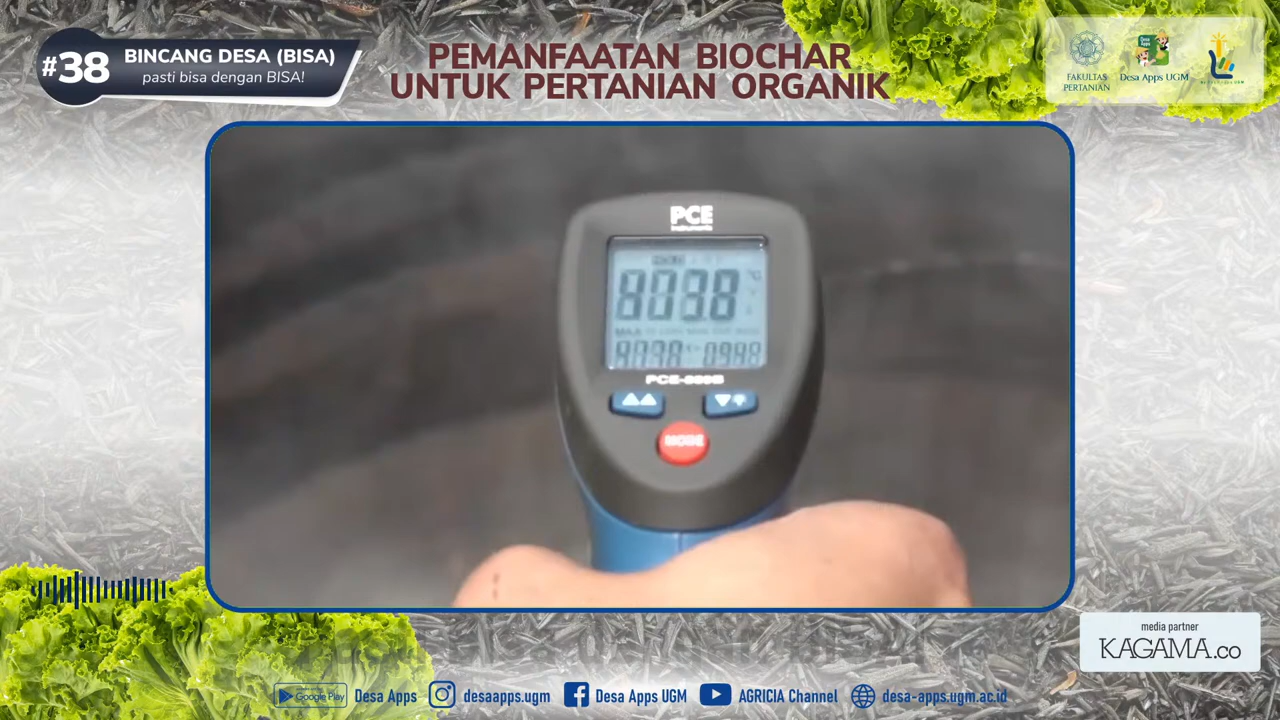 #38
BINCANG DESA (BISA)
pasti bisa dengan BISA!
PEMANFAATAN BIOCHAR
UNTUK PERTANIAN ORGANIK
FAKULTAS
PERTANIAN
Desa Apps UGM
PCE
MAX
MODE
media partner
KAGAMA.co
Google Play
Desa Apps
desaapps.ugm
Desa Apps UGM
AGRICIA Channel
desa-apps.ugm.ac.id